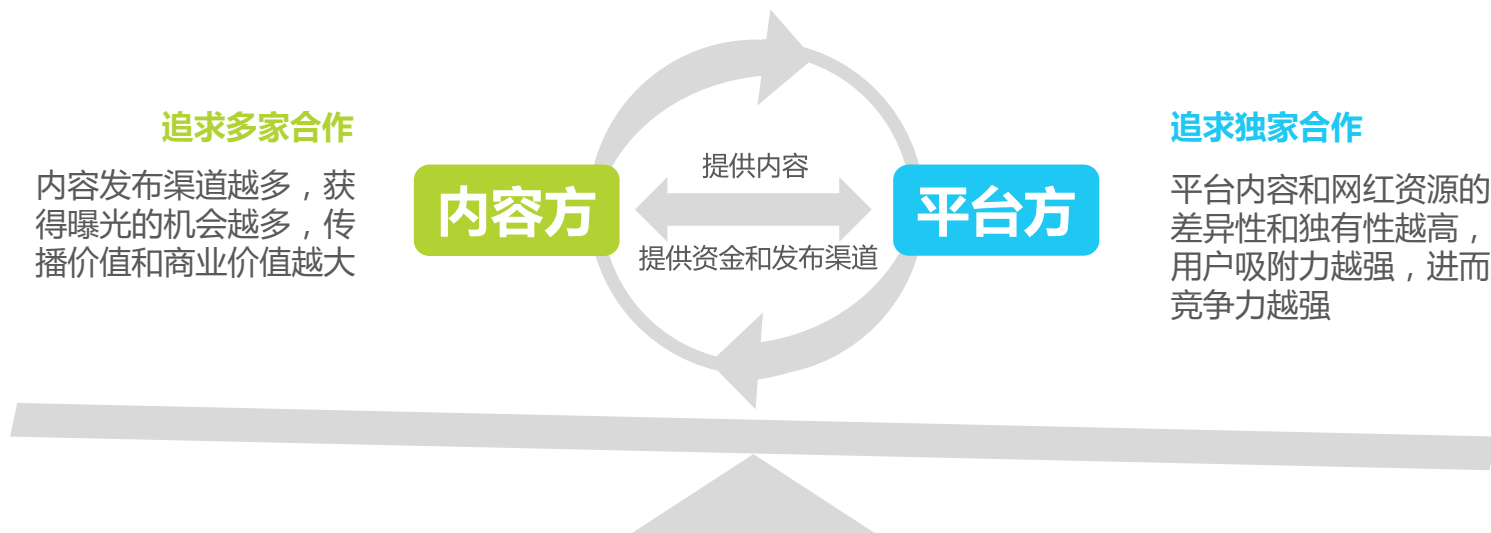 追求多家合作
内容发布渠道越多，获
得曝光的机会越多，传
播价值和商业价值越大
内容方
提供内容
提供资金和发布渠道
平台方
追求独家合作
平台内容和网红资源的
差异性和独有性越高，
用户吸附力越强，进而
竞争力越强